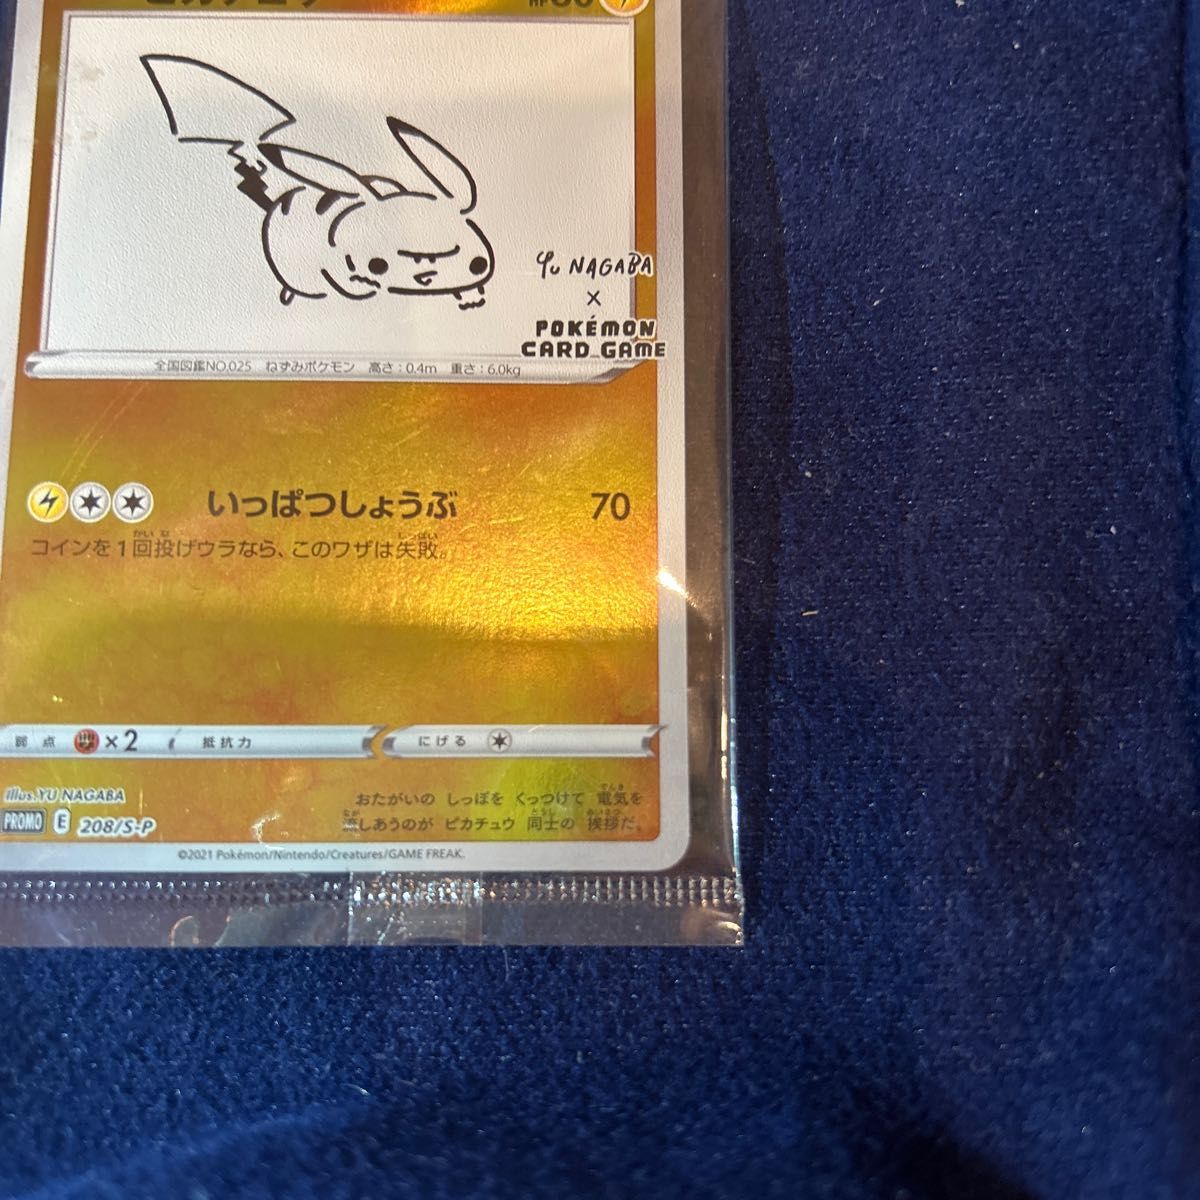 ピカチュウ
YU NAGABA
×
POKÉMON
CARD GAME
全国図鑑NO.025 ねずみポケモン 高さ：0.4m 重さ：6.0kg
いっぱつしょうぶ 70
コインを1回投げウラなら、このワザは失敗。
弱点 ×2 抵抗力 にげる
Illus.YU NAGABA
PROMO E 208/S-P
おたがいの しっぽを くっつけて 電気を
流しあうのが ピカチュウ 同士の 挨拶だ。
©2021 Pokémon/Nintendo/Creatures/GAME FREAK.